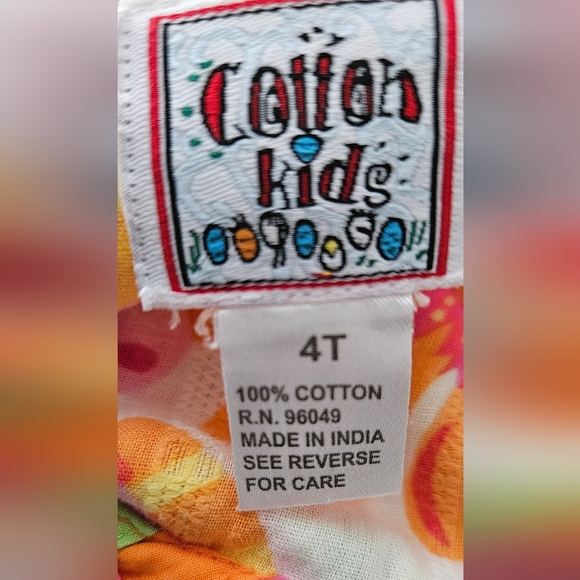 Cotton
kids
4T
100% COTTON
R.N. 96049
MADE IN INDIA
SEE REVERSE
FOR CARE